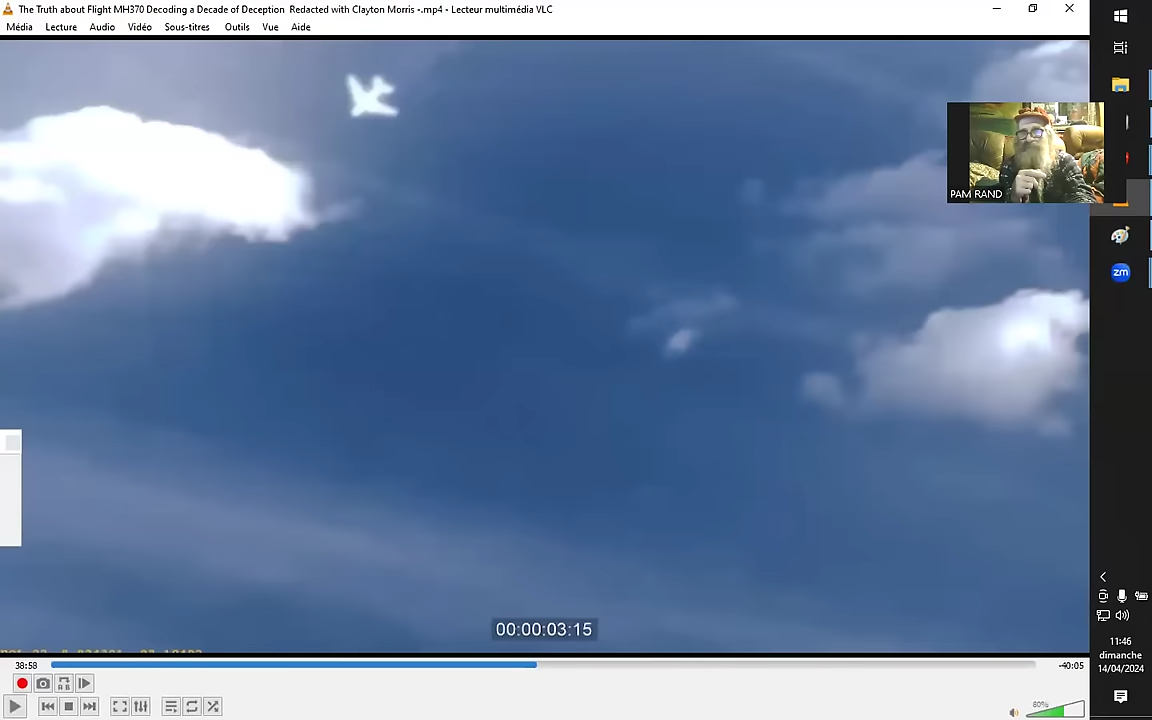 The Truth about Flight MH370 Decoding a Decade of Deception  Redacted with Clayton Morris -.mp4 - Lecteur multimédia VLC
Média Lecture Audio Vidéo Sous-titres Outils Vue Aide
PAM RAND
zm
00:00:03:15
38:58
-40:05
80%
11:46
dimanche
14/04/2024